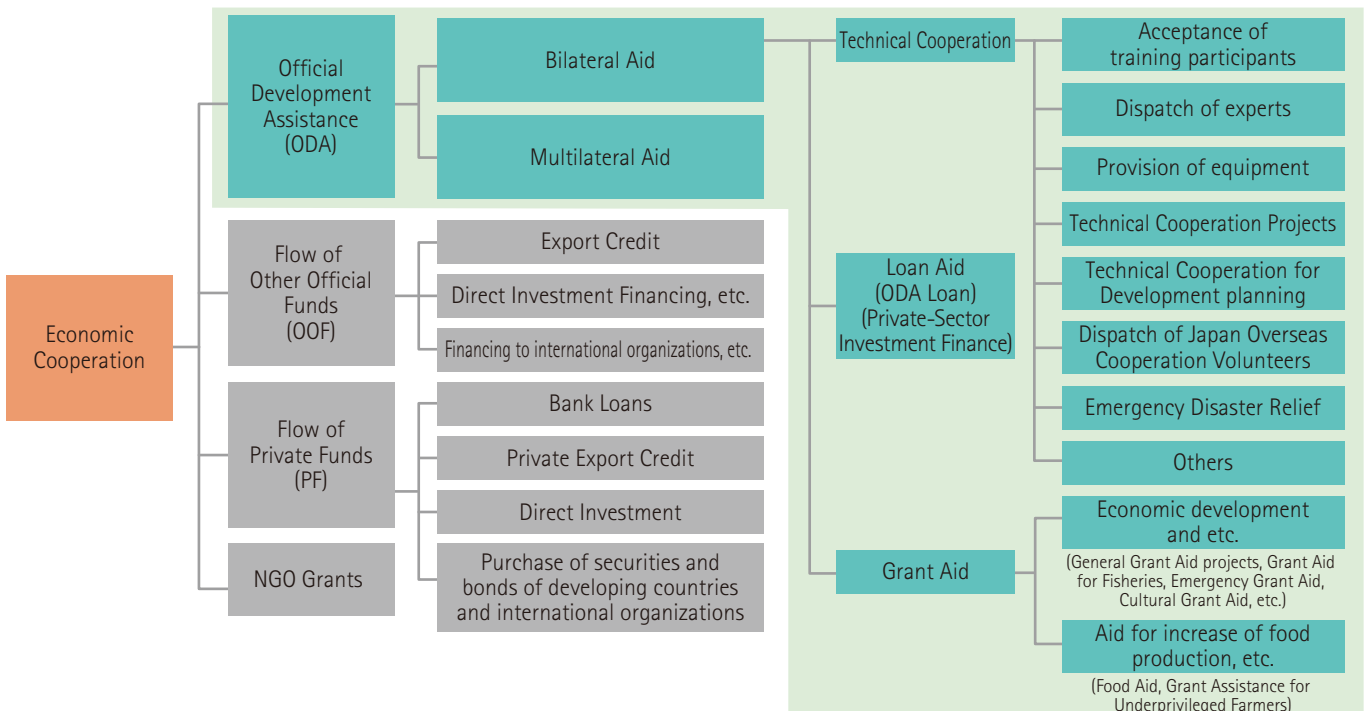 Economic
Cooperation
Official
Development
Assistance
(ODA)
Bilateral Aid
Multilateral Aid
Flow of
Other Official
Funds
(OOF)
Export Credit
Direct Investment Financing, etc.
Financing to international organizations, etc.
Flow of
Private Funds
(PF)
Bank Loans
Private Export Credit
Direct Investment
Purchase of securities and
bonds of developing countries
and international organizations
NGO Grants
Technical Cooperation
Acceptance of
training participants
Dispatch of experts
Provision of equipment
Technical Cooperation Projects
Technical Cooperation for
Development planning
Dispatch of Japan Overseas
Cooperation Volunteers
Emergency Disaster Relief
Others
Loan Aid
(ODA Loan)
(Private-Sector
Investment Finance)
Grant Aid
Economic development
and etc.
(General Grant Aid projects, Grant Aid
for Fisheries, Emergency Grant Aid,
Cultural Grant Aid, etc.)
Aid for increase of food
production, etc.
(Food Aid, Grant Assistance for
Underprivileged Farmers)